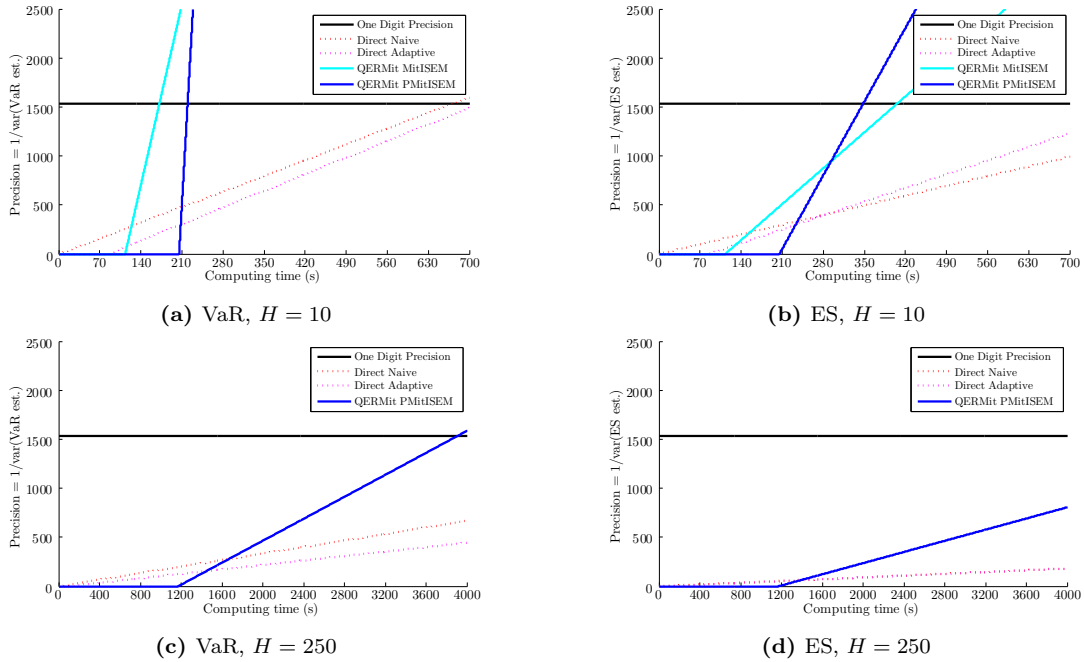 Precision = 1/var(VaR est.)
2500
2000
1500
1000
500
0
One Digit Precision
Direct Naive
Direct Adaptive
QERMit MitISEM
QERMit PMitISEM
0 70 140 210 280 350 420 490 560 630 700
Computing time (s)
(a) VaR, H = 10
Precision = 1/var(ES est.)
2500
2000
1500
1000
500
0
One Digit Precision
Direct Naive
Direct Adaptive
QERMit MitISEM
QERMit PMitISEM
0 70 140 210 280 350 420 490 560 630 700
Computing time (s)
(b) ES, H = 10
Precision = 1/var(VaR est.)
2500
2000
1500
1000
500
0
One Digit Precision
Direct Naive
Direct Adaptive
QERMit PMitISEM
0 400 800 1200 1600 2000 2400 2800 3200 3600 4000
Computing time (s)
(c) VaR, H = 250
Precision = 1/var(ES est.)
2500
2000
1500
1000
500
0
One Digit Precision
Direct Naive
Direct Adaptive
QERMit PMitISEM
0 400 800 1200 1600 2000 2400 2800 3200 3600 4000
Computing time (s)
(d) ES, H = 250